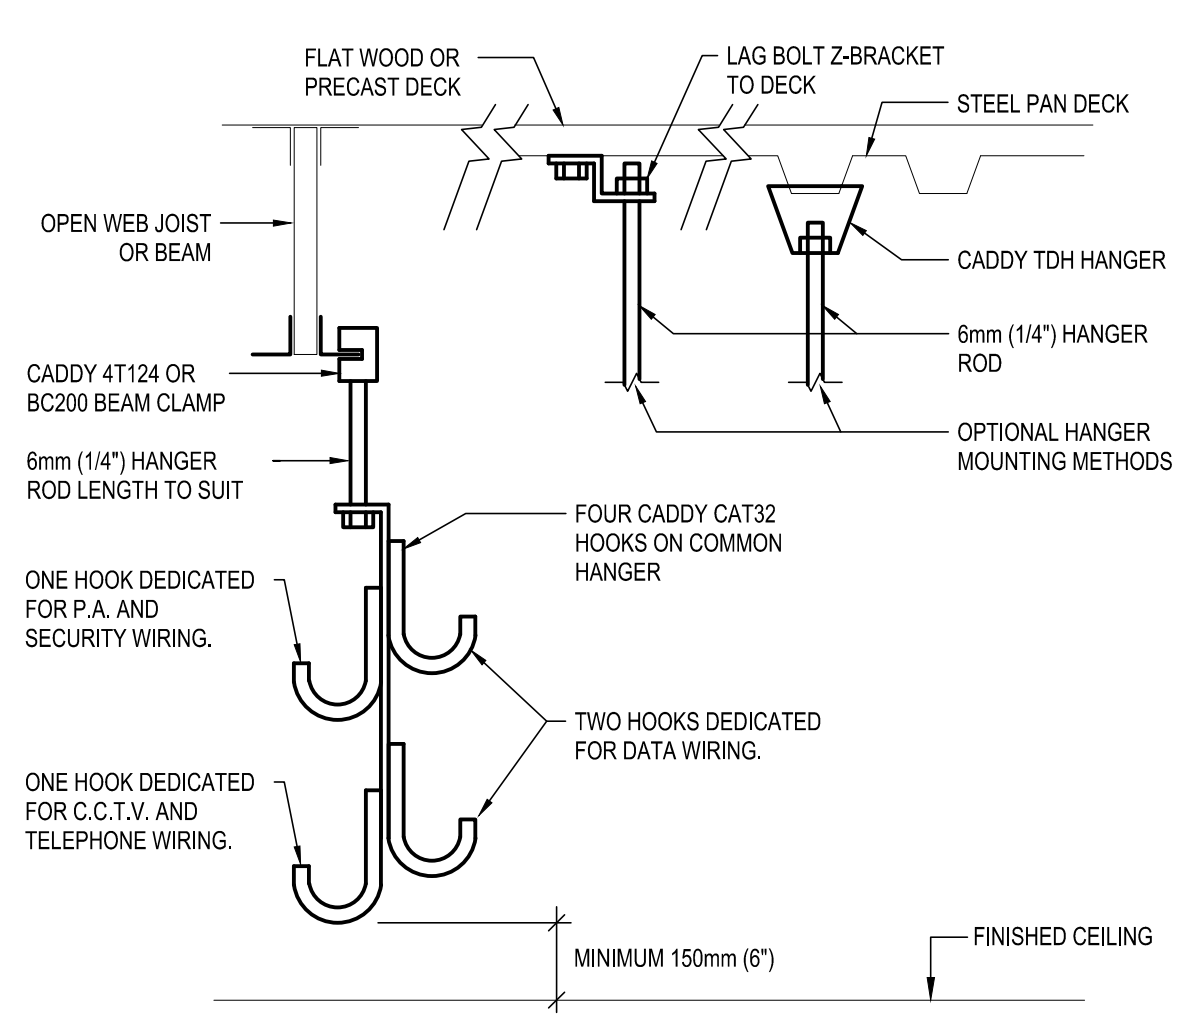 FLAT WOOD OR
PRECAST DECK
LAG BOLT Z-BRACKET
TO DECK
STEEL PAN DECK
OPEN WEB JOIST
OR BEAM
CADDY TDH HANGER
6mm (1/4") HANGER
ROD
CADDY 4T124 OR
BC200 BEAM CLAMP
OPTIONAL HANGER
MOUNTING METHODS
6mm (1/4") HANGER
ROD LENGTH TO SUIT
FOUR CADDY CAT32
HOOKS ON COMMON
HANGER
ONE HOOK DEDICATED
FOR P.A. AND
SECURITY WIRING.
TWO HOOKS DEDICATED
FOR DATA WIRING.
ONE HOOK DEDICATED
FOR C.C.T.V. AND
TELEPHONE WIRING.
FINISHED CEILING
MINIMUM 150mm (6")